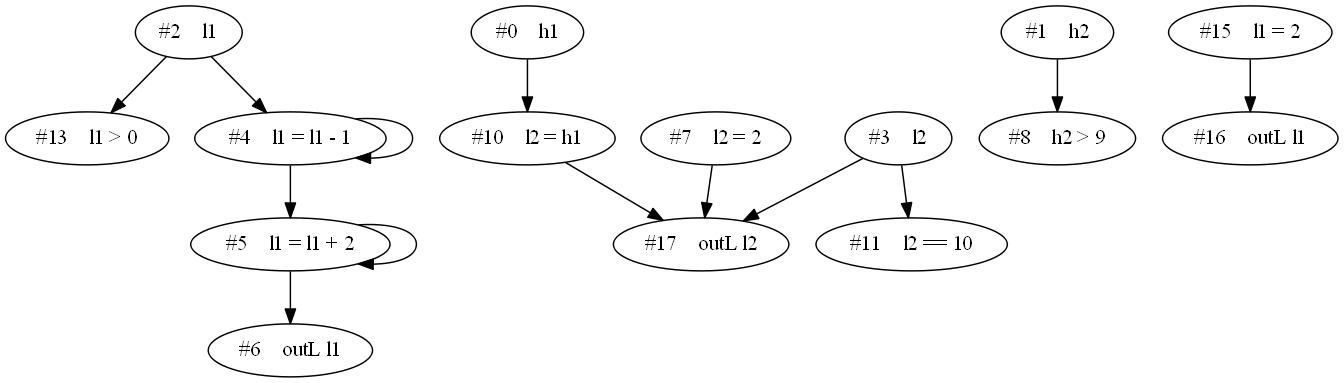 #2 l1
#0 h1
#1 h2
#15 l1 = 2
#13 l1 > 0
#4 l1 = l1 - 1
#10 l2 = h1
#7 l2 = 2
#3 l2
#8 h2 > 9
#16 outL l1
#5 l1 = l1 + 2
#17 outL l2
#11 l2 == 10
#6 outL l1